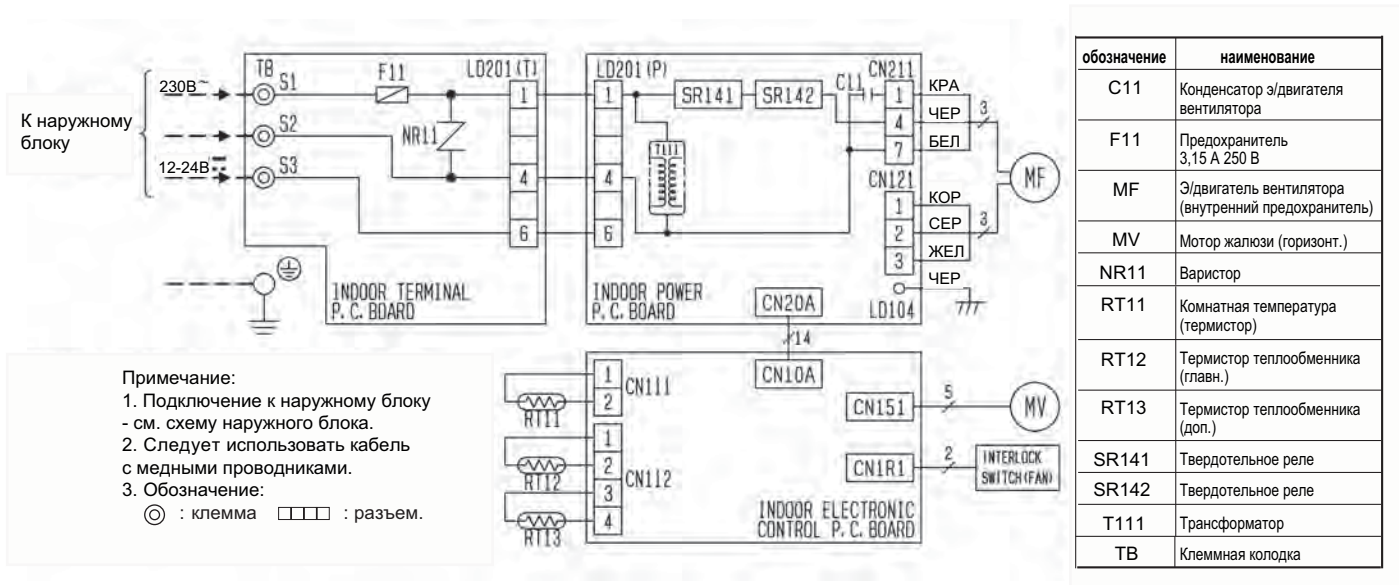 TB
S1
F11
LD201 (T)
LD201 (P)
CN211
230В~
1
1
SR141
SR142
C11
1
КРА
К наружному
блоку
S2
NR11
4
ЧЕР
3
7
БЕЛ
T111
MF
12-24В
S3
4
4
CN121
1
КОР
6
6
2
СЕР
3
3
ЖЕЛ
ЧЕР
INDOOR TERMINAL
P. C. BOARD
INDOOR POWER
P. C. BOARD
CN20A
LD104
14
Примечание:
1. Подключение к наружному блоку
- см. схему наружного блока.
2. Следует использовать кабель
с медными проводниками.
3. Обозначение:
: клемма : разъем.
1
2
CN111
RT11
1
2
RT12
CN112
3
4
RT13
CN10A
CN151
5
MV
CN1R1
2
INTERLOCK
SWITCH(FAN)
INDOOR ELECTRONIC
CONTROL P. C. BOARD
обозначение наименование
C11 Конденсатор э/двигателя
вентилятора
F11 Предохранитель
3,15 А 250 В
MF Э/двигатель вентилятора
(внутренний предохранитель)
MV Мотор жалюзи (горизонт.)
NR11 Варистор
RT11 Комнатная температура
(термистор)
RT12 Термистор теплообменника
(главн.)
RT13 Термистор теплообменника
(доп.)
SR141 Твердотельное реле
SR142 Твердотельное реле
T111 Трансформатор
TB Клеммная колодка